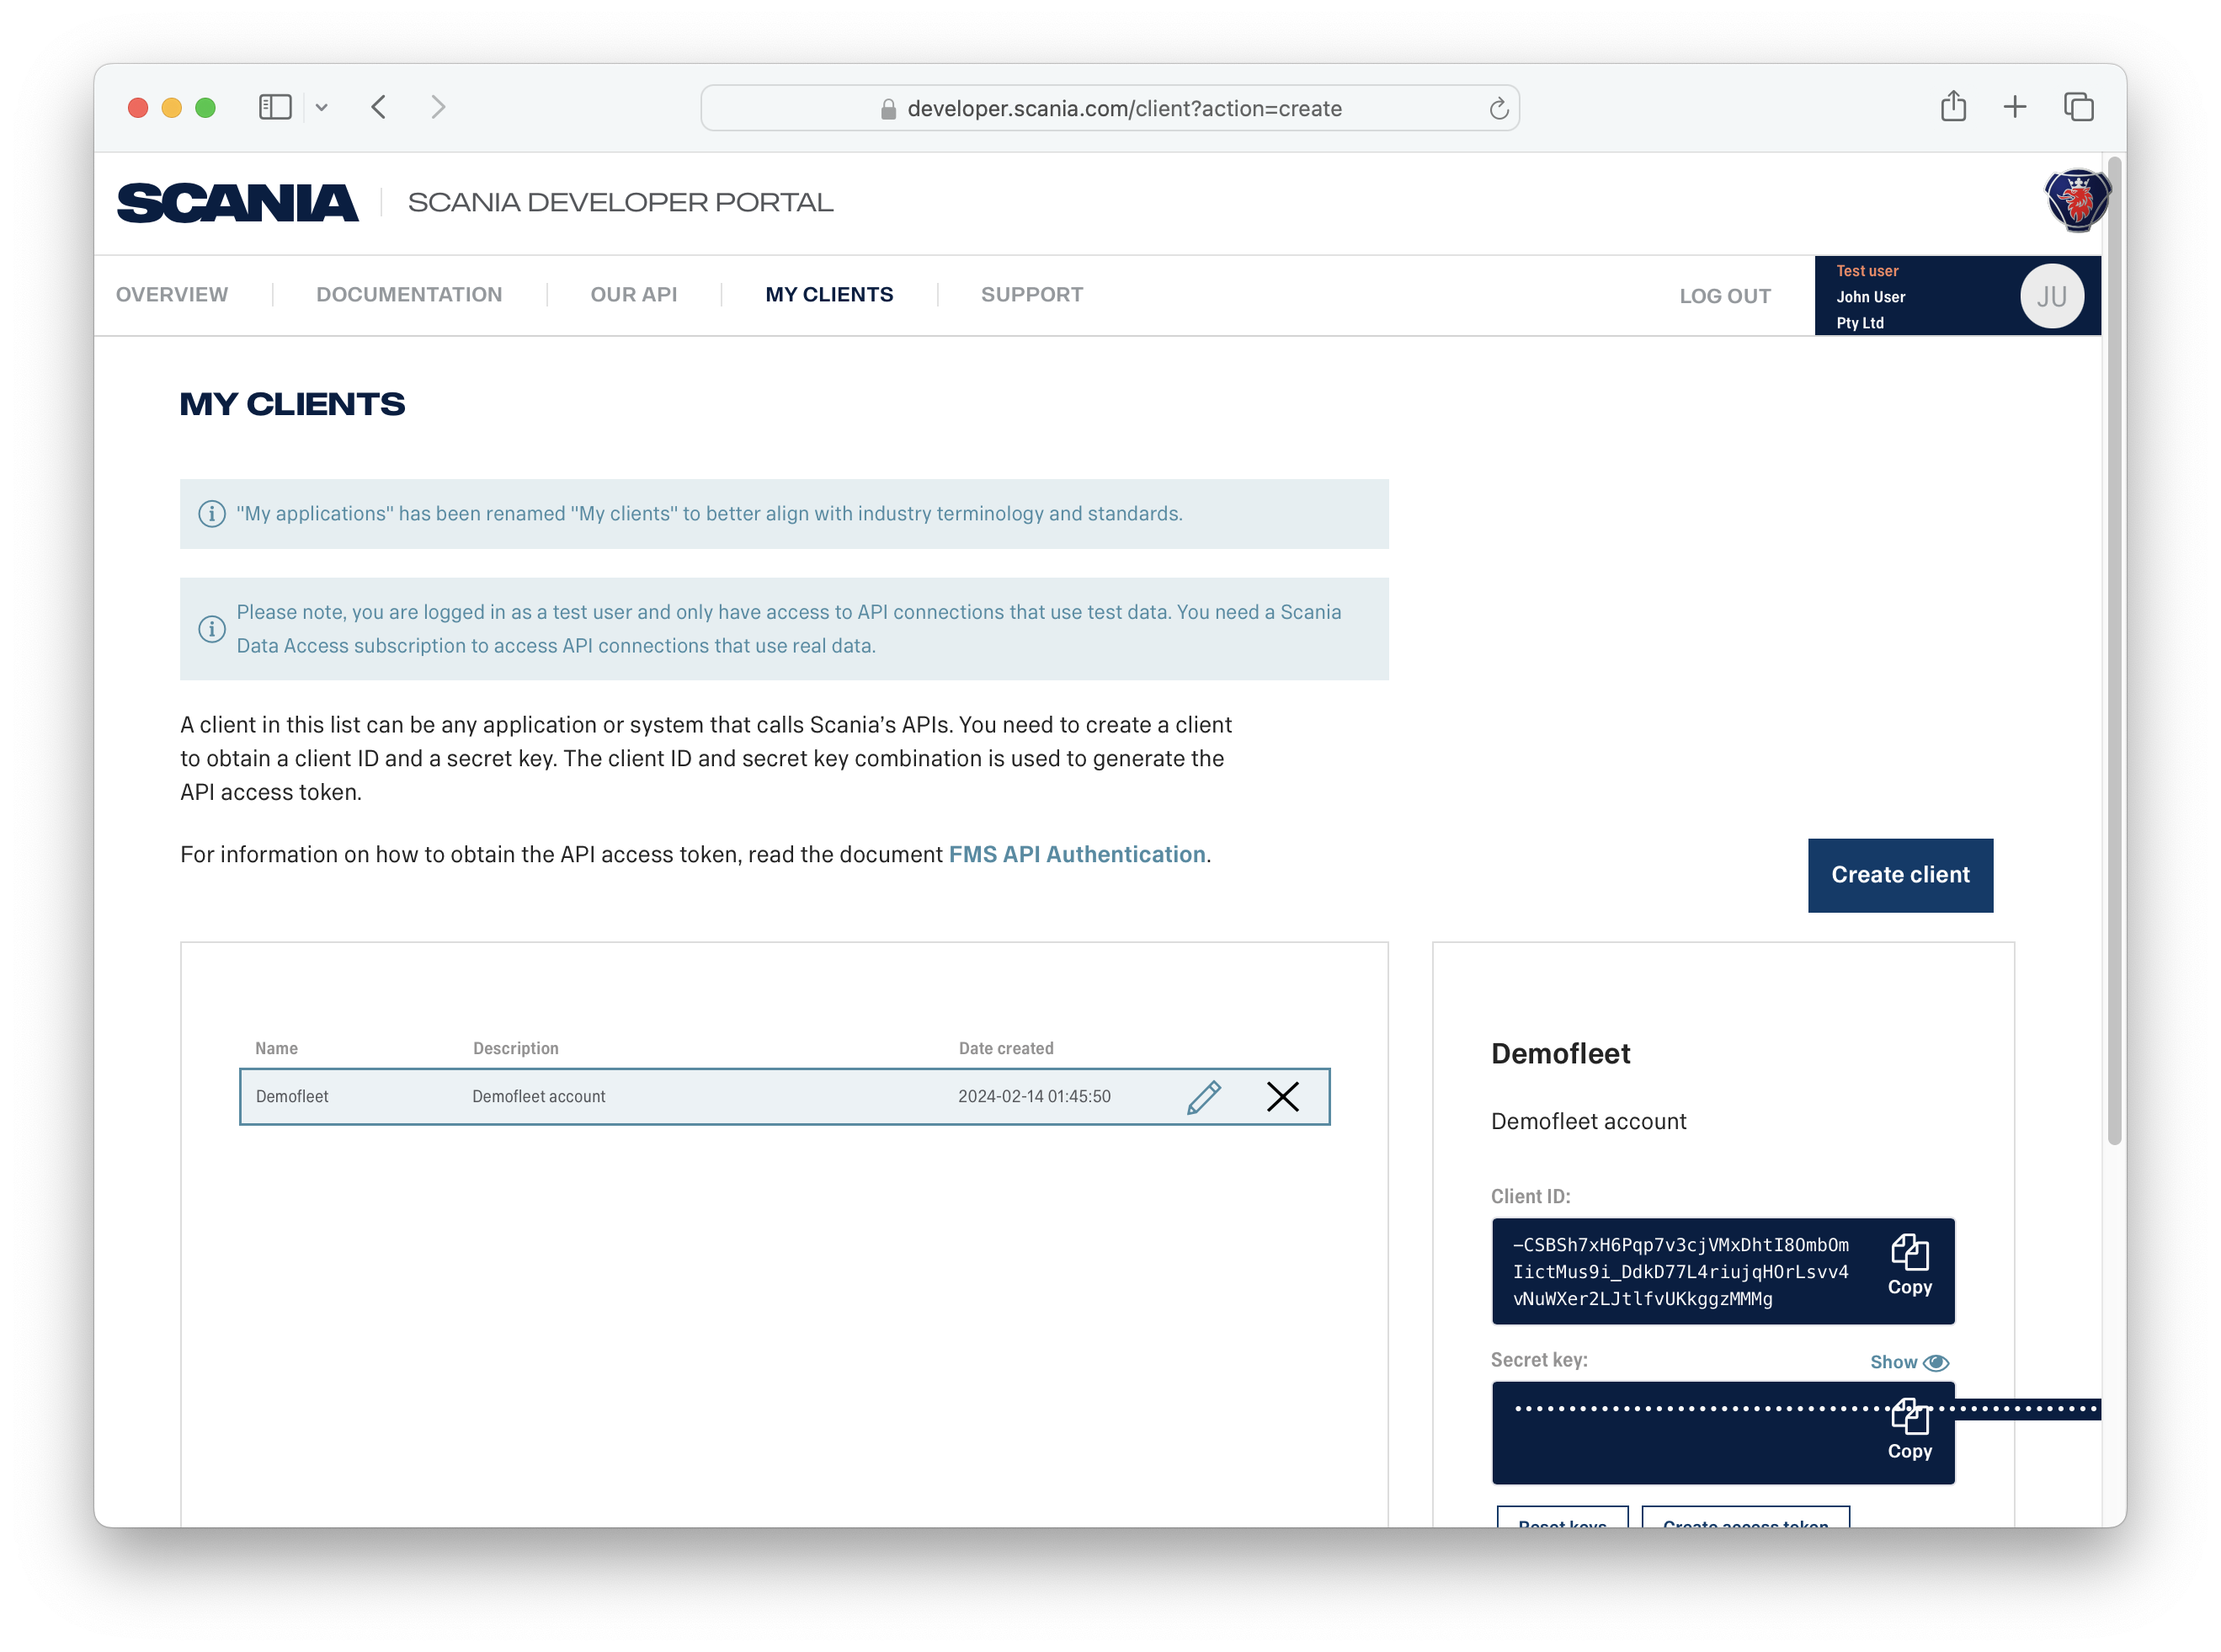 developer.scania.com/client?action=create
SCANIA SCANIA DEVELOPER PORTAL
OVERVIEW DOCUMENTATION OUR API MY CLIENTS SUPPORT LOG OUT
Test user
John User
Pty Ltd
JU
MY CLIENTS
"My applications" has been renamed "My clients" to better align with industry terminology and standards.
Please note, you are logged in as a test user and only have access to API connections that use test data. You need a Scania
Data Access subscription to access API connections that use real data.
A client in this list can be any application or system that calls Scania’s APIs. You need to create a client
to obtain a client ID and a secret key. The client ID and secret key combination is used to generate the
API access token.
For information on how to obtain the API access token, read the document FMS API Authentication.
Create client
Name Description Date created
Demofleet Demofleet account 2024-02-14 01:45:50
Demofleet
Demofleet account
Client ID:
–CSBSh7xH6Pqp7v3cjVMxDhtI8OmbOm
IictMus9i_DdkD77L4riujqHOrLsvv4
vNuWXer2LJtlfvUKkggzMMMg
Copy
Secret key: Show
Copy
Reset keys Create access token